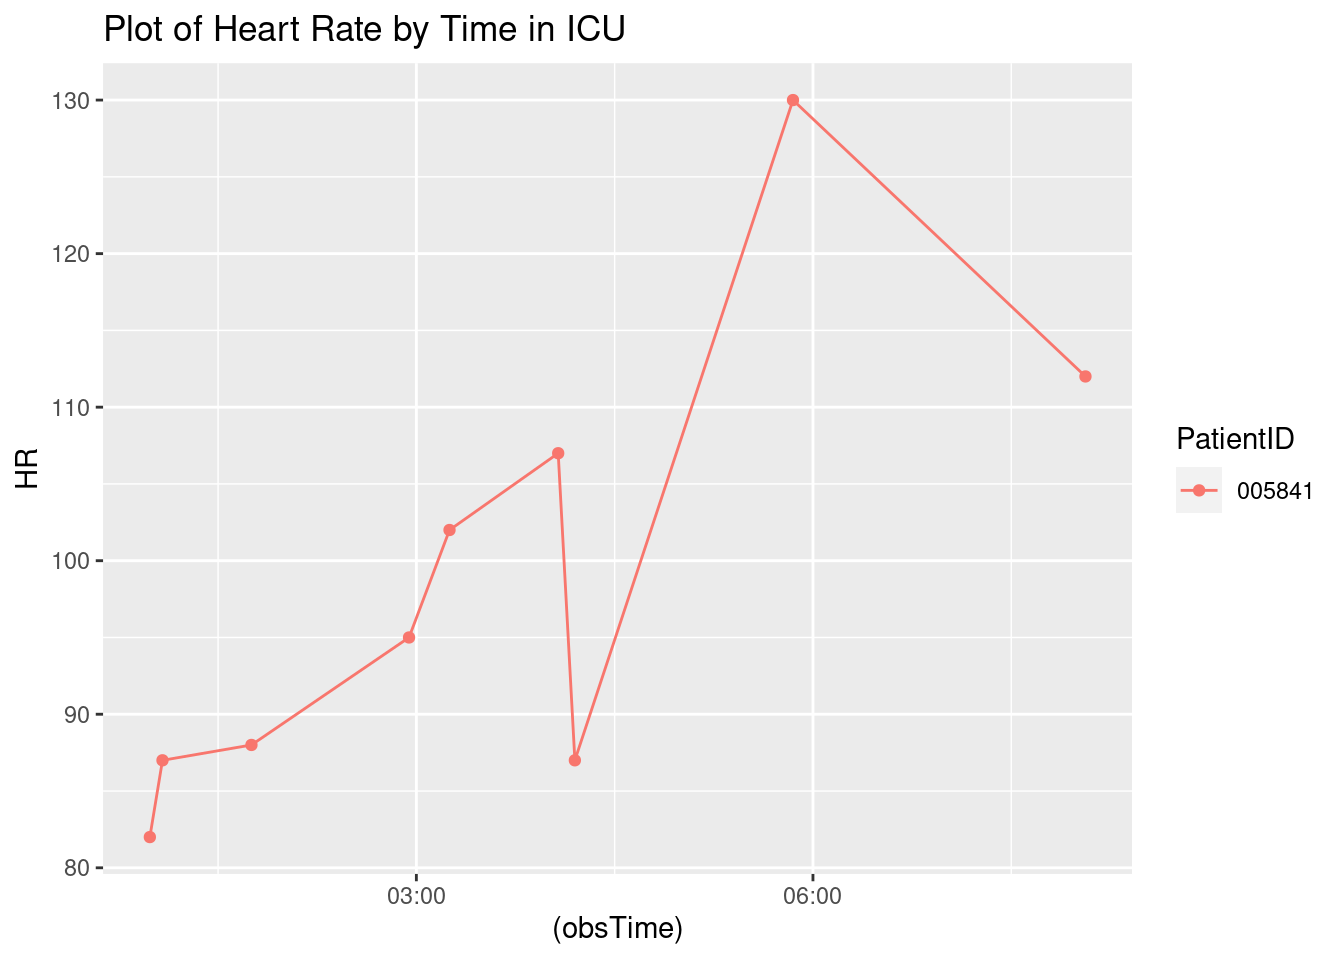 Plot of Heart Rate by Time in ICU
130
120
110
100
90
80
HR
03:00
06:00
(obsTime)
PatientID
005841